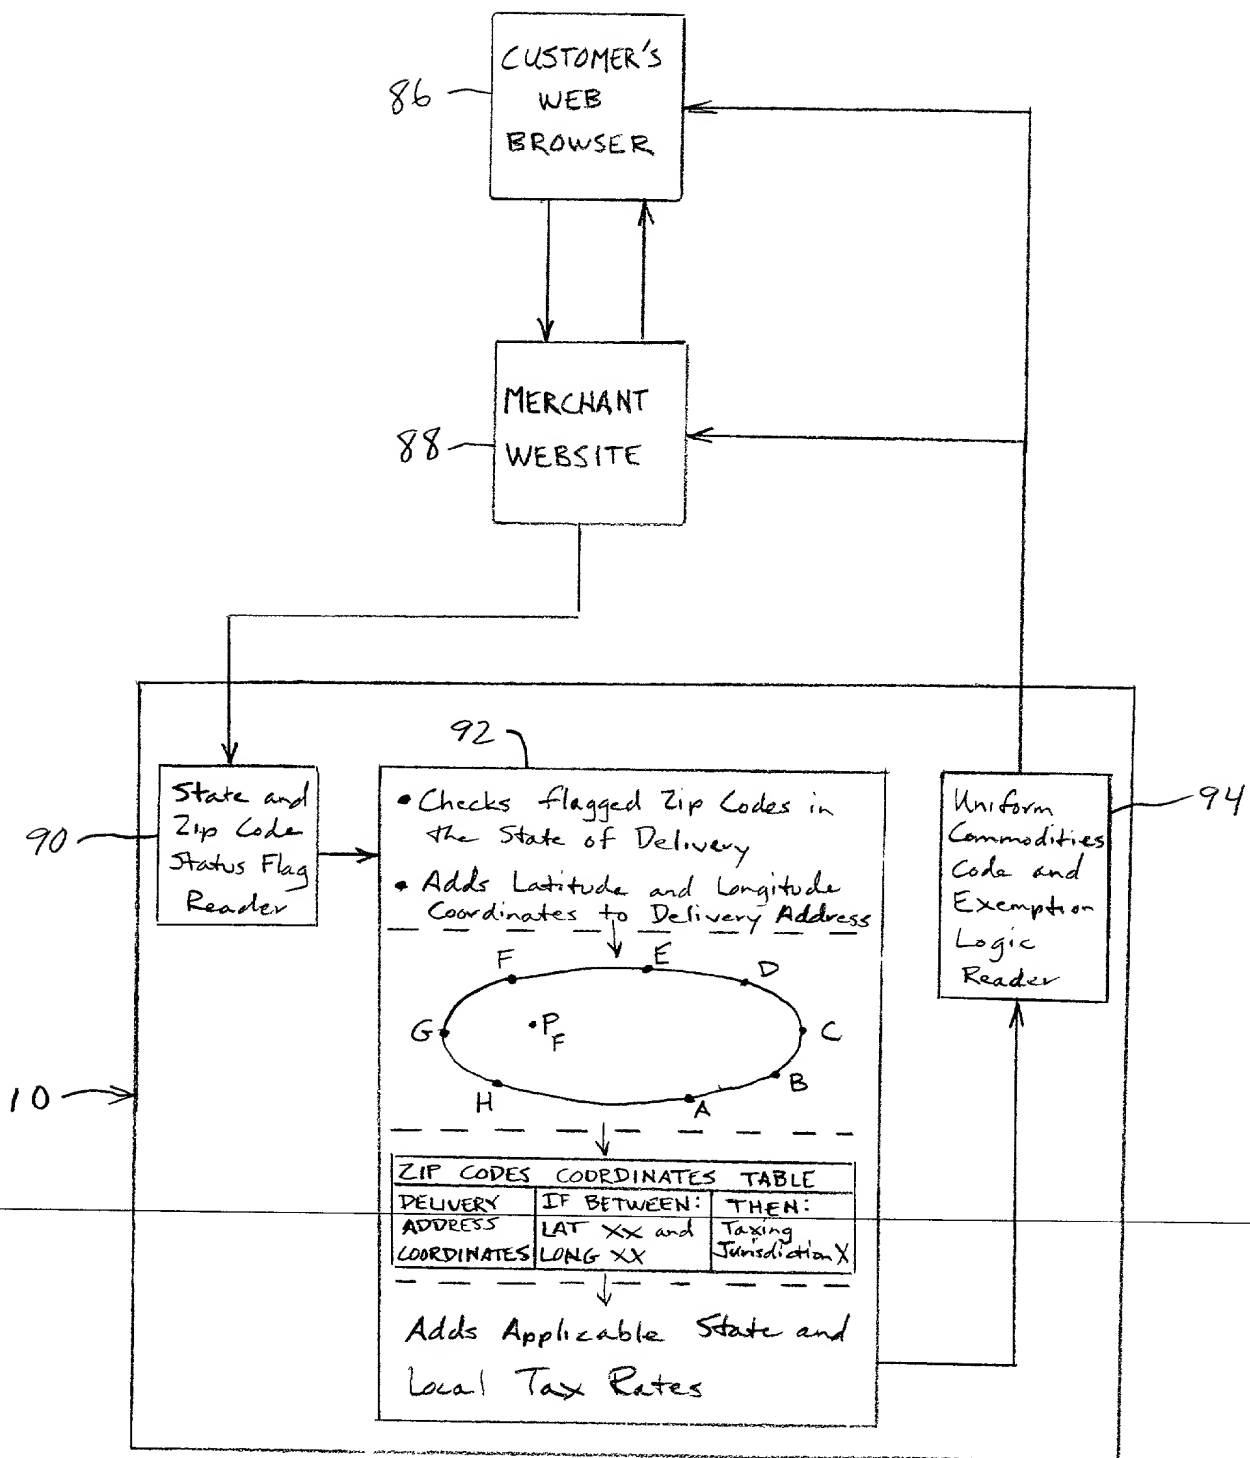 CUSTOMER'S
WEB
BROWSER
86
MERCHANT
WEBSITE
88
92
State and
Zip Code
Status Flag
Reader
90
• Checks flagged Zip Codes in
the State of Delivery
• Adds Latitude and Longitude
Coordinates to Delivery Address
F
E
D
G
P
F
C
H
A
B
ZIP CODES COORDINATES TABLE
DELIVERY
ADDRESS
COORDINATES
IF BETWEEN:
LAT XX and
LONG XX
THEN:
Taxing
Jurisdiction X
Adds Applicable State and
Local Tax Rates
Uniform
Commodities
Code and
Exemption
Logic
Reader
94
10